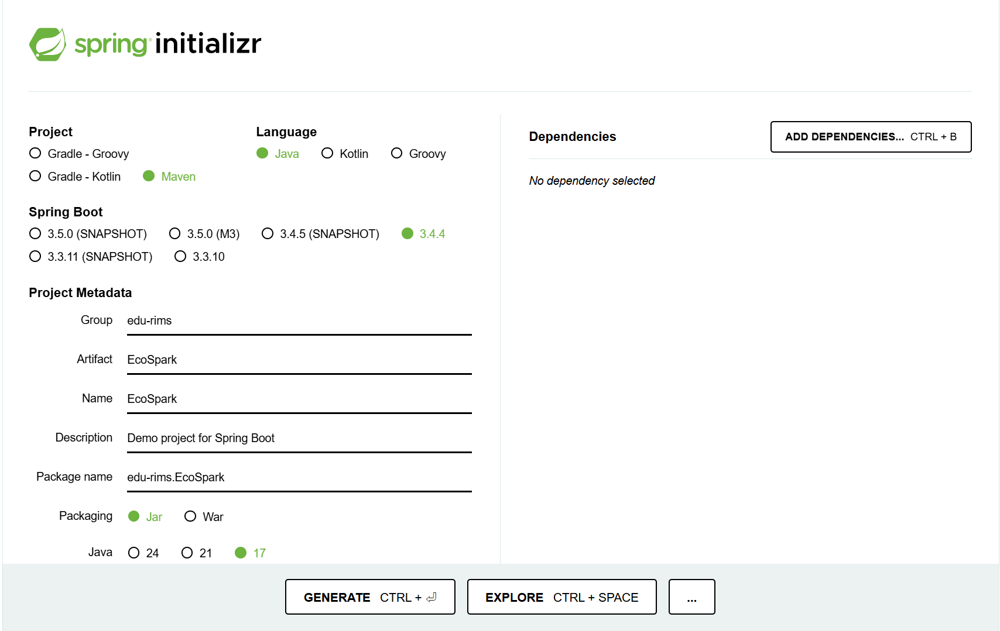 spring initializr
Project
Gradle - Groovy
Gradle - Kotlin Maven
Language
Java Kotlin Groovy
Spring Boot
3.5.0 (SNAPSHOT) 3.5.0 (M3) 3.4.5 (SNAPSHOT) 3.4.4
3.3.11 (SNAPSHOT) 3.3.10
Project Metadata
Group edu-rims
Artifact EcoSpark
Name EcoSpark
Description Demo project for Spring Boot
Package name edu-rims.EcoSpark
Packaging Jar War
Java 24 21 17
Dependencies
ADD DEPENDENCIES... CTRL + B
No dependency selected
GENERATE CTRL + ⏎
EXPLORE CTRL + SPACE
...